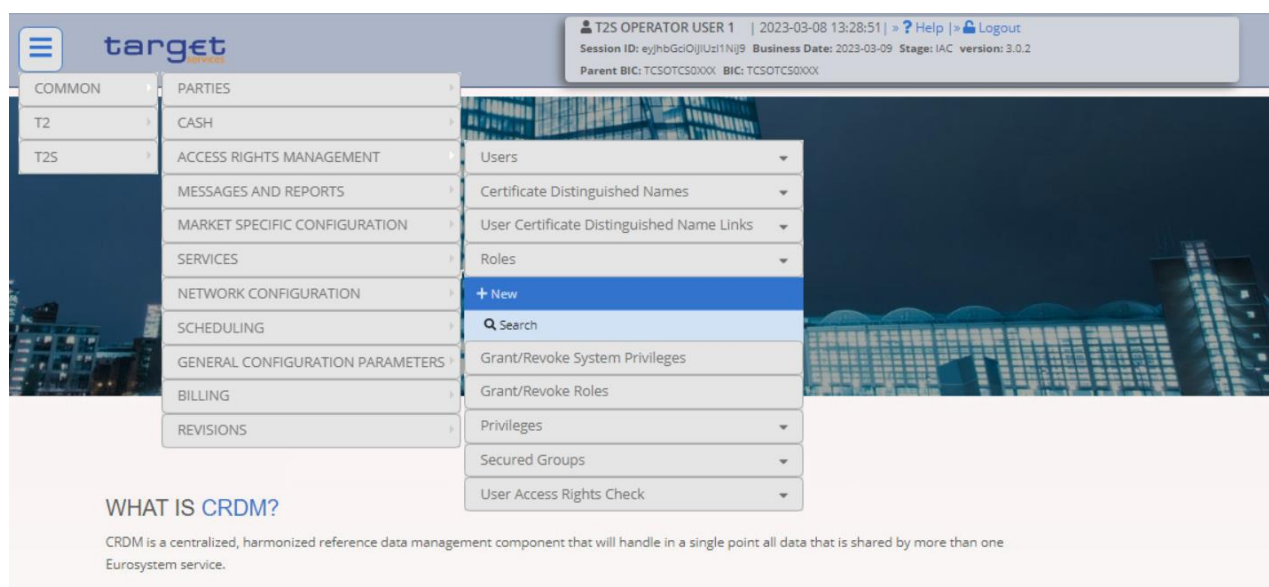 T2S OPERATOR USER 1 | 2023-03-08 13:28:51| » ? Help |» Logout
Session ID: eyJhbGciOiJIUzI1NiJ9 Business Date: 2023-03-09 Stage: IAC version: 3.0.2
Parent BIC: TCSOTCS0XXX BIC: TCSOTCS0XXX
target
services
COMMON
T2
T2S
PARTIES
CASH
ACCESS RIGHTS MANAGEMENT
MESSAGES AND REPORTS
MARKET SPECIFIC CONFIGURATION
SERVICES
NETWORK CONFIGURATION
SCHEDULING
GENERAL CONFIGURATION PARAMETERS
BILLING
REVISIONS
Users
Certificate Distinguished Names
User Certificate Distinguished Name Links
Roles
+ New
Search
Grant/Revoke System Privileges
Grant/Revoke Roles
Privileges
Secured Groups
User Access Rights Check
WHAT IS CRDM?
CRDM is a centralized, harmonized reference data management component that will handle in a single point all data that is shared by more than one
Eurosystem service.